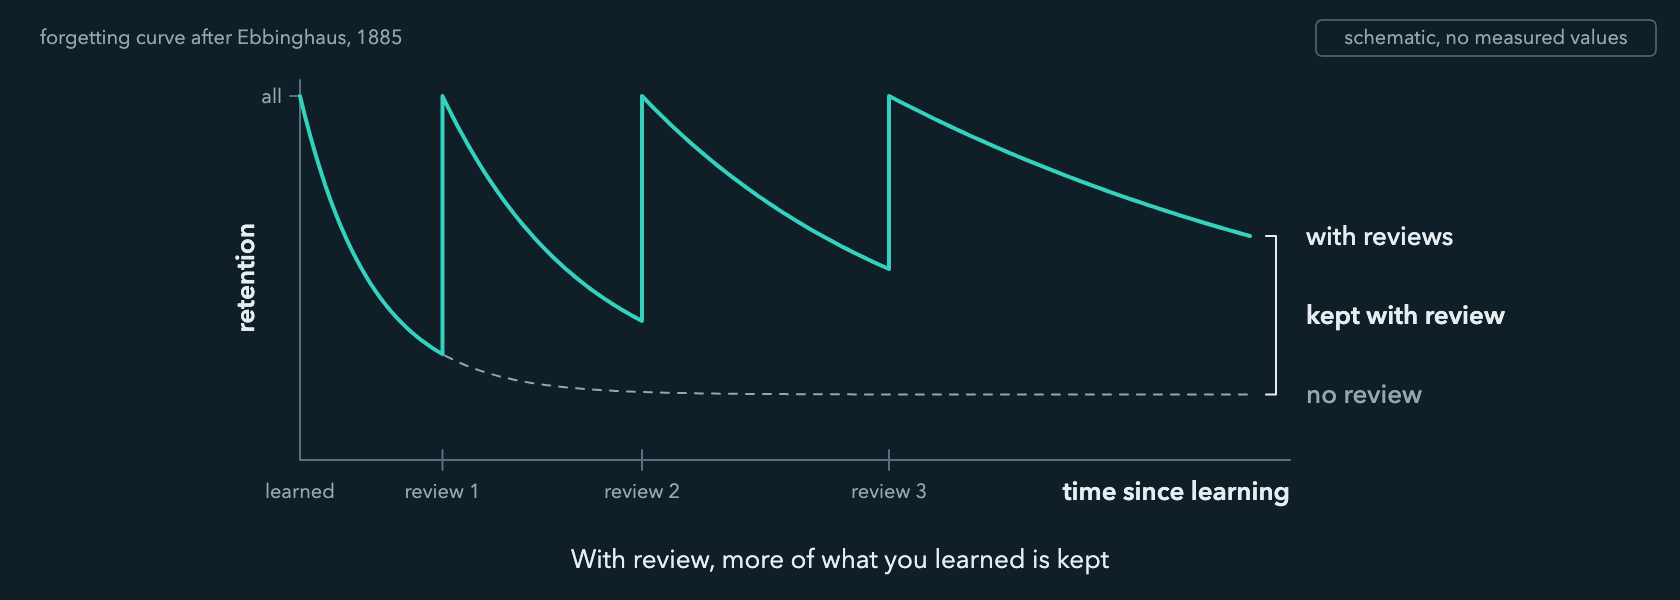 forgetting curve after Ebbinghaus, 1885
schematic, no measured values
all
retention
with reviews
kept with review
no review
learned
review 1
review 2
review 3
time since learning
With review, more of what you learned is kept